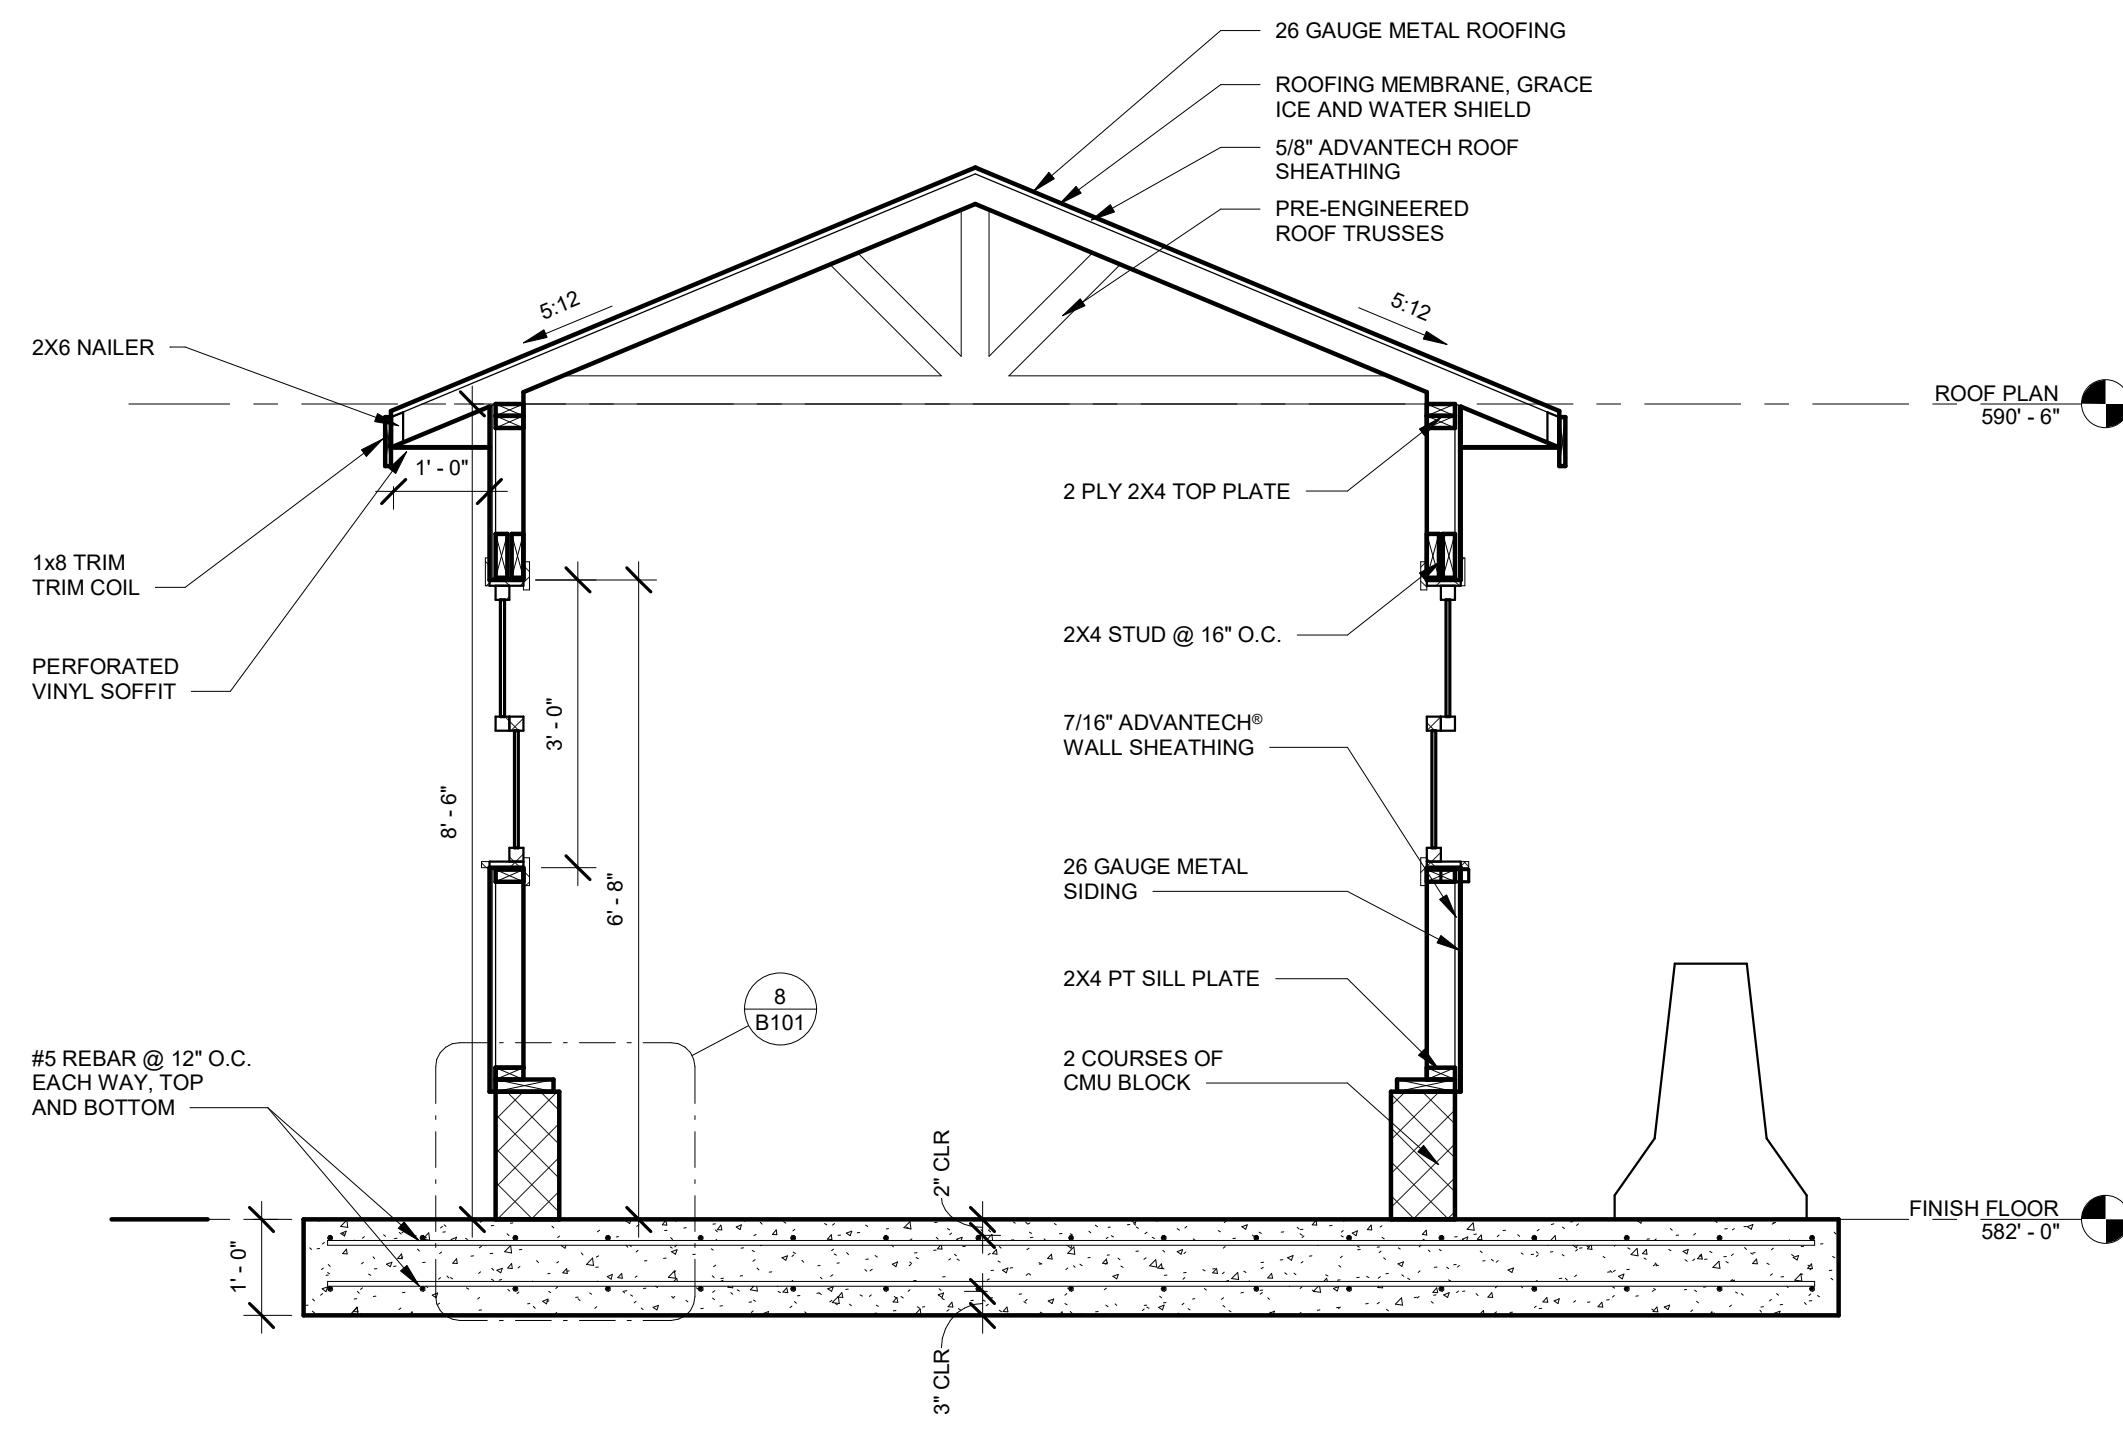 26 GAUGE METAL ROOFING
ROOFING MEMBRANE, GRACE
ICE AND WATER SHIELD
5/8" ADVANTECH ROOF
SHEATHING
PRE-ENGINEERED
ROOF TRUSSES
5:12
5:12
2X6 NAILER
ROOF PLAN
590' - 6"
1' - 0"
2 PLY 2X4 TOP PLATE
1x8 TRIM
TRIM COIL
2X4 STUD @ 16" O.C.
PERFORATED
VINYL SOFFIT
3' - 0"
7/16" ADVANTECH®
WALL SHEATHING
8' - 6"
6' - 8"
26 GAUGE METAL
SIDING
2X4 PT SILL PLATE
8
B101
#5 REBAR @ 12" O.C.
EACH WAY, TOP
AND BOTTOM
2 COURSES OF
CMU BLOCK
2" CLR
FINISH FLOOR
582' - 0"
1' - 0"
3" CLR